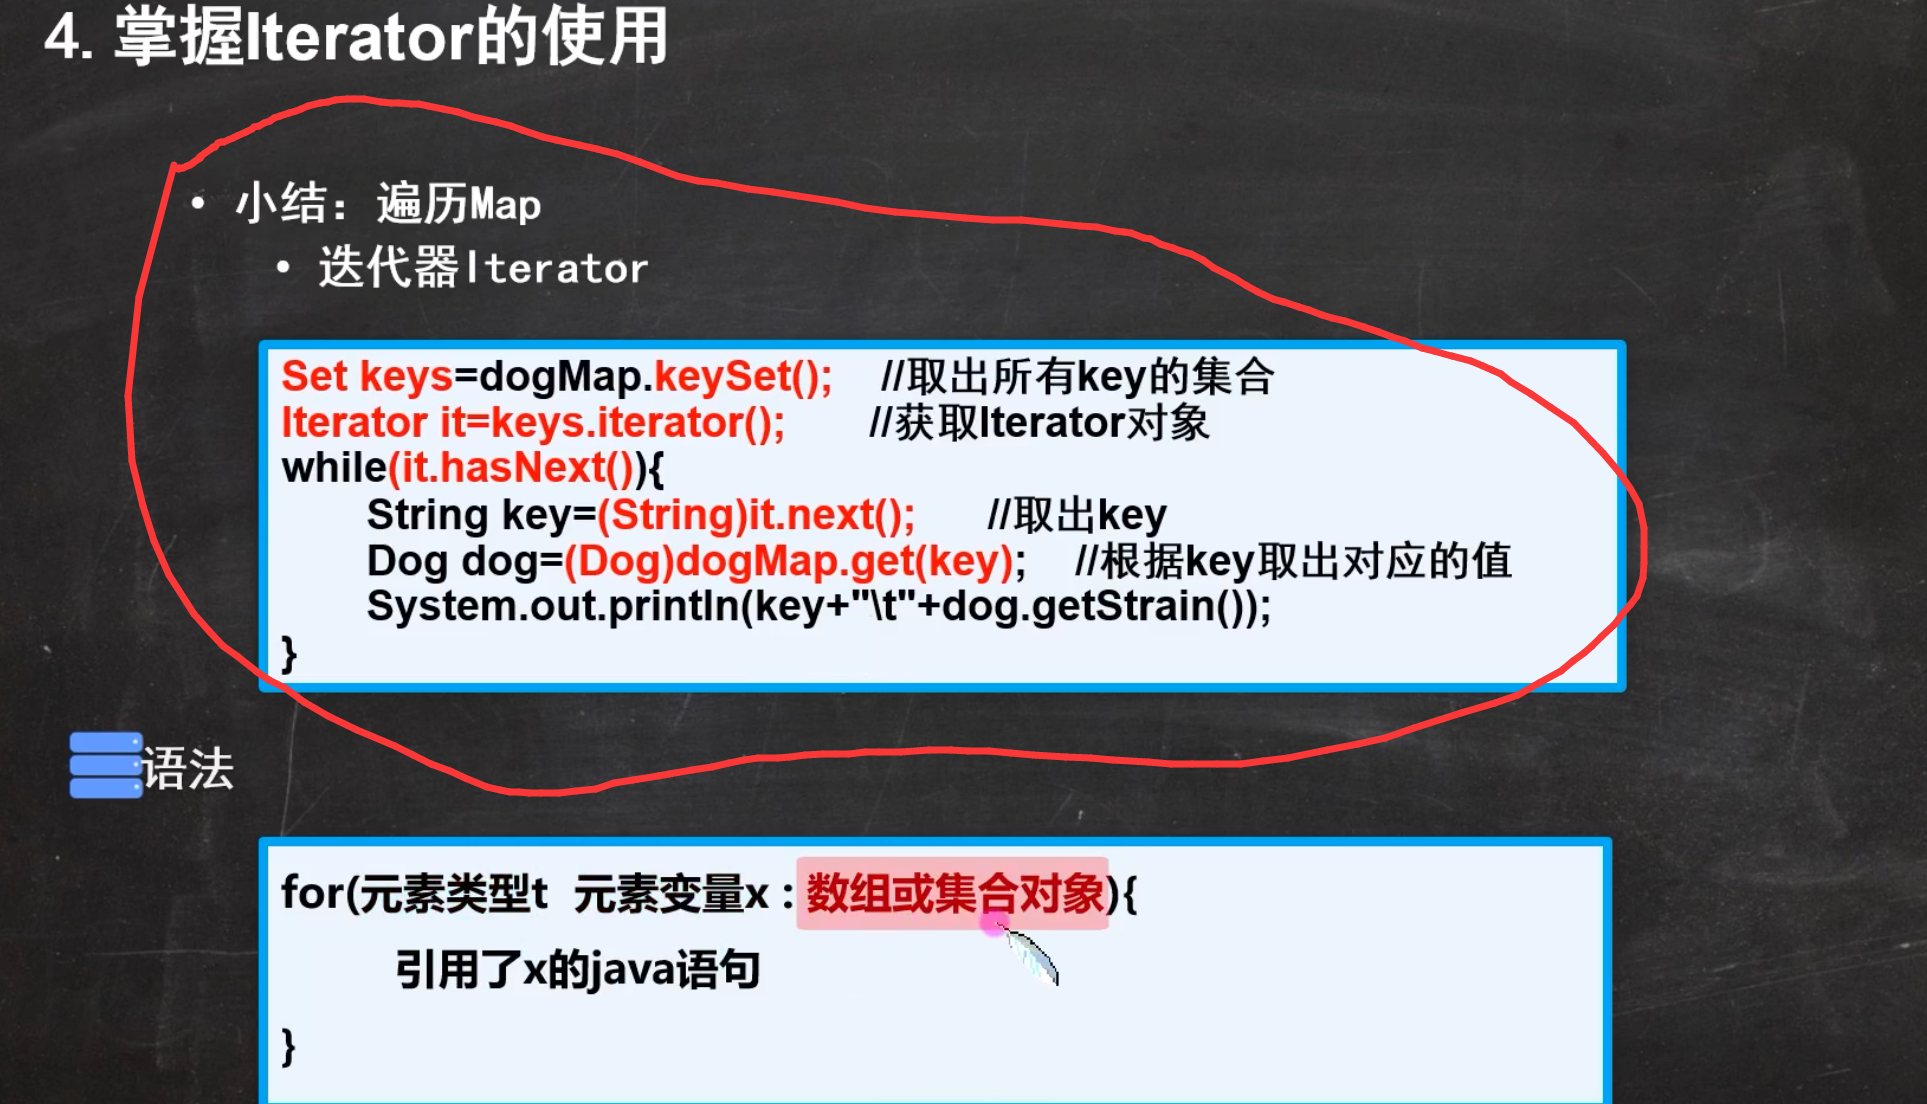 4. 掌握Iterator的使用
• 小结：遍历Map
• 迭代器Iterator
Set keys=dogMap.keySet(); //取出所有key的集合
Iterator it=keys.iterator(); //获取Iterator对象
while(it.hasNext()){
String key=(String)it.next(); //取出key
Dog dog=(Dog)dogMap.get(key); //根据key取出对应的值
System.out.println(key+"\t"+dog.getStrain());
}
语法
for(元素类型t 元素变量x : 数组或集合对象){
引用了x的java语句
}